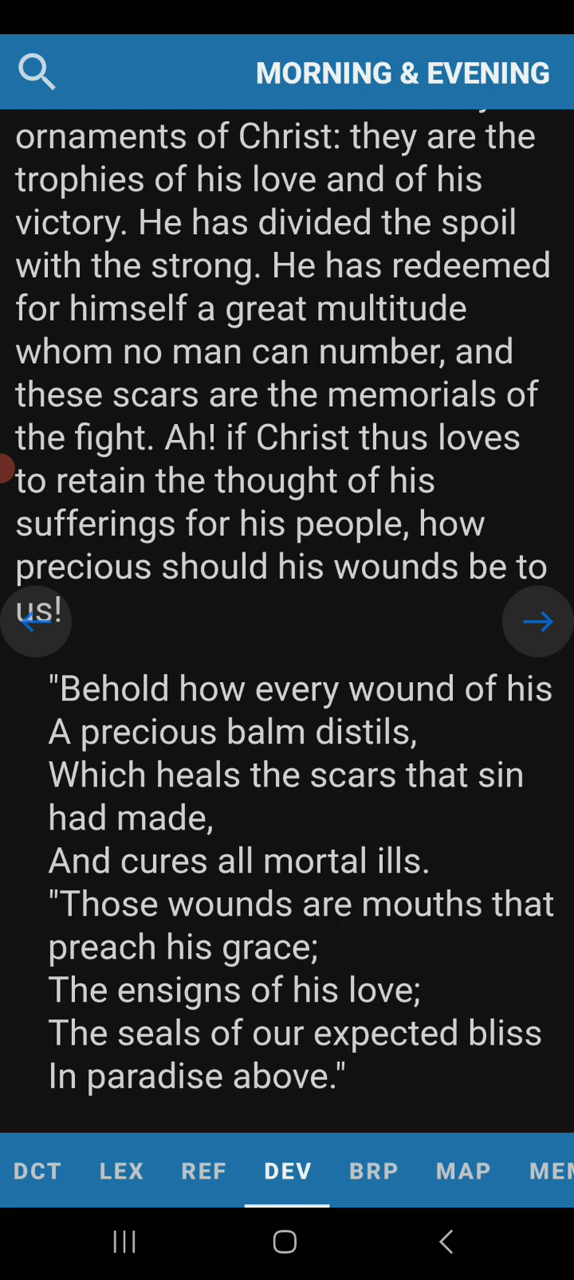 MORNING & EVENING
ornaments of Christ: they are the
trophies of his love and of his
victory. He has divided the spoil
with the strong. He has redeemed
for himself a great multitude
whom no man can number, and
these scars are the memorials of
the fight. Ah! if Christ thus loves
to retain the thought of his
sufferings for his people, how
precious should his wounds be to
us!
"Behold how every wound of his
A precious balm distils,
Which heals the scars that sin
had made,
And cures all mortal ills.
"Those wounds are mouths that
preach his grace;
The ensigns of his love;
The seals of our expected bliss
In paradise above."
DCT LEX REF DEV BRP MAP